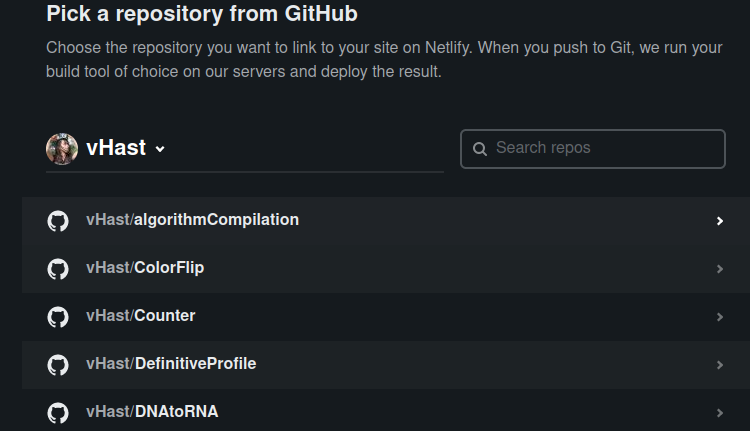 Pick a repository from GitHub
Choose the repository you want to link to your site on Netlify. When you push to Git, we run your
build tool of choice on our servers and deploy the result.
vHast
Search repos
vHast/algorithmCompilation
vHast/ColorFlip
vHast/Counter
vHast/DefinitiveProfile
vHast/DNAtoRNA